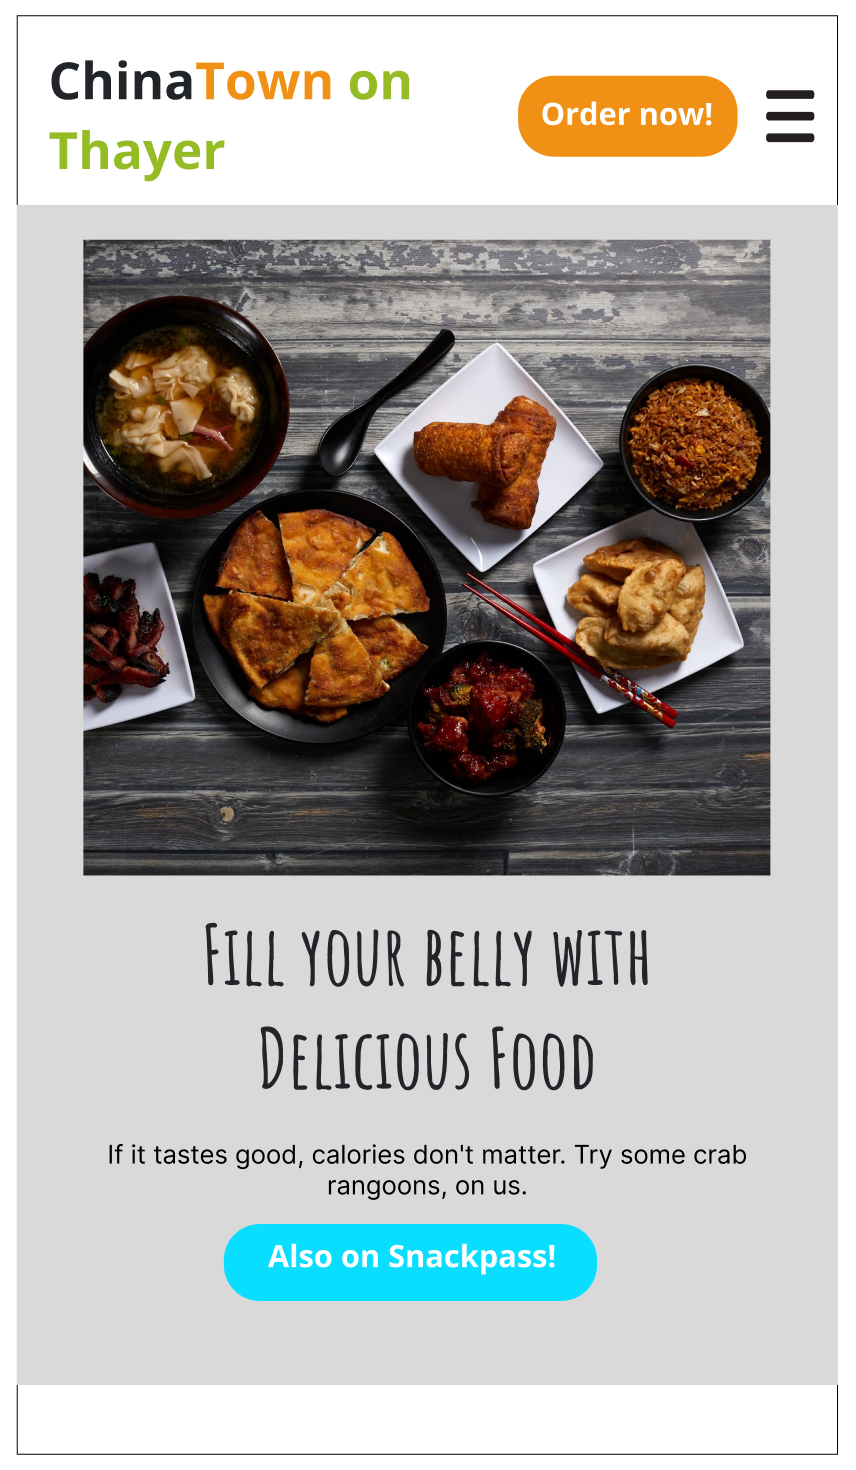 ChinaTown on
Thayer
Order now!
Fill your belly with
Delicious Food
If it tastes good, calories don't matter. Try some crab
rangoons, on us.
Also on Snackpass!